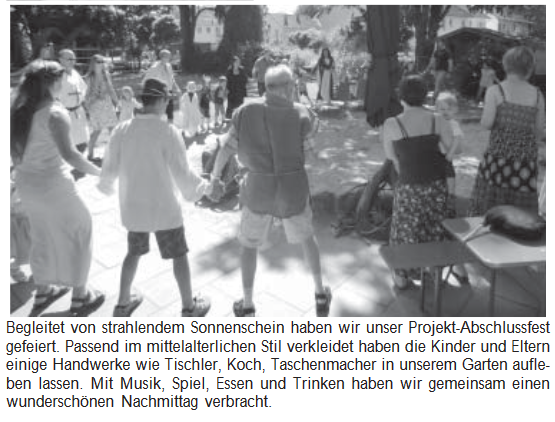 Begleitet von strahlendem Sonnenschein haben wir unser Projekt-Abschlussfest
gefeiert. Passend im mittelalterlichen Stil verkleidet haben die Kinder und Eltern
einige Handwerke wie Tischler, Koch, Taschenmacher in unserem Garten aufle-
ben lassen. Mit Musik, Spiel, Essen und Trinken haben wir gemeinsam einen
wunderschönen Nachmittag verbracht.